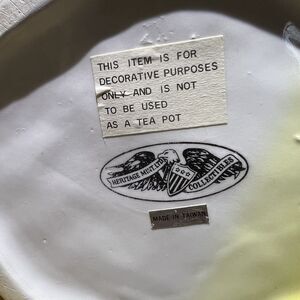 THIS ITEM IS FOR
DECORATIVE PURPOSES
ONLY AND IS NOT
TO BE USED
AS A TEA POT
HERITAGE MINT, LTD.
COLLECTIBLES
MADE IN TAIWAN